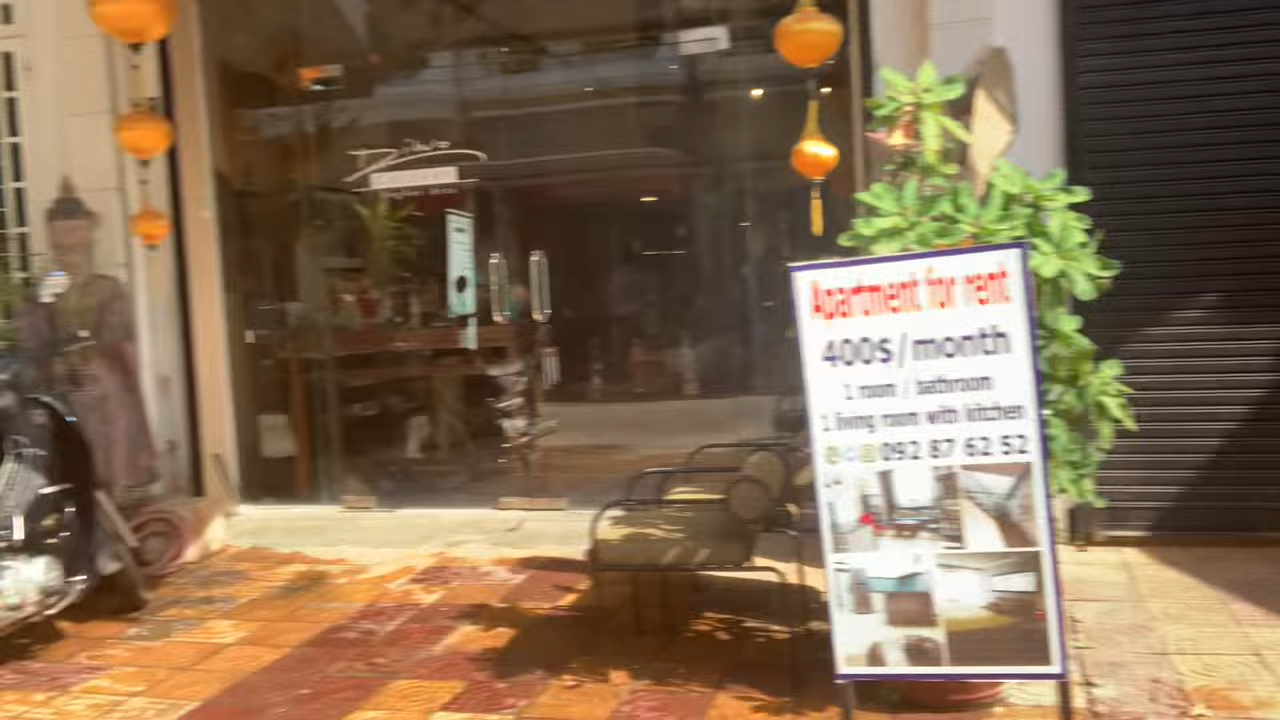 Apartment for rent
400$/month
1 room / bathroom
1 living room with kitchen
092 87 62 52